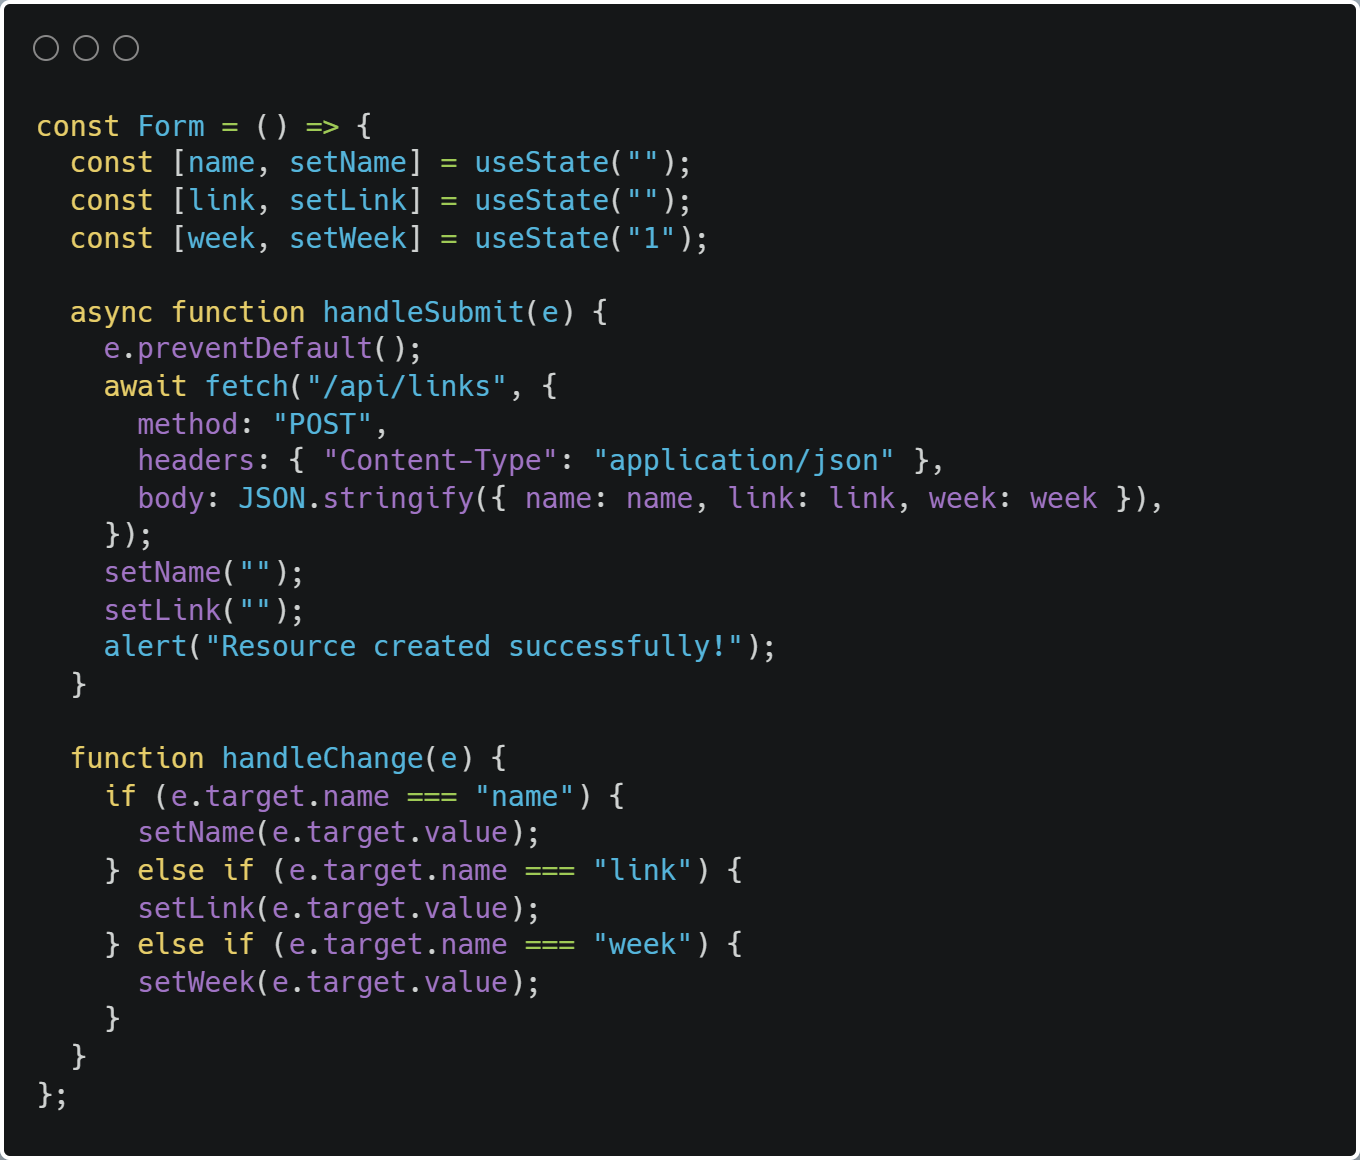 const Form = () => {
  const [name, setName] = useState("");
  const [link, setLink] = useState("");
  const [week, setWeek] = useState("1");

  async function handleSubmit(e) {
    e.preventDefault();
    await fetch("/api/links", {
      method: "POST",
      headers: { "Content-Type": "application/json" },
      body: JSON.stringify({ name: name, link: link, week: week }),
    });
    setName("");
    setLink("");
    alert("Resource created successfully!");
  }

  function handleChange(e) {
    if (e.target.name === "name") {
      setName(e.target.value);
    } else if (e.target.name === "link") {
      setLink(e.target.value);
    } else if (e.target.name === "week") {
      setWeek(e.target.value);
    }
  }
};